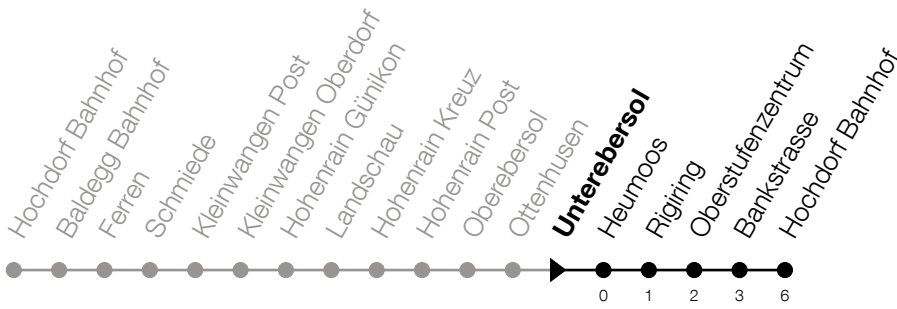 Hochdorf Bahnhof
Baldegg Bahnhof
Ferren
Schmiede
Kleinwangen Post
Kleinwangen Oberdorf
Hohenrain Günikon
Landschau
Hohenrain Kreuz
Hohenrain Post
Oberebersol
Ottenhusen
Unterebersol
Heumoos
Rigiring
Oberstufenzentrum
Bankstrasse
Hochdorf Bahnhof
0 1 2 3 6